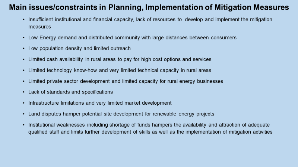 Main issues/constraints in Planning, Implementation of Mitigation Measures
• Insufficient institutional and financial capacity, lack of resources to develop and implement the mitigation
measures
• Low Energy demand and distributed community with large distances between consumers
• Low population density and limited outreach
• Limited cash availability in rural areas to pay for high cost options and services
• Limited technology know-how and very limited technical capacity in rural areas
• Limited private sector development and limited capacity for rural energy businesses
• Lack of standards and specifications
• Infrastructure limitations and very limited market development
• Land disputes hamper potential site development for renewable energy projects
• Institutional weaknesses including shortage of funds hampers the availability and attraction of adequate
qualified staff and limits further development of skills as well as the implementation of mitigation activities